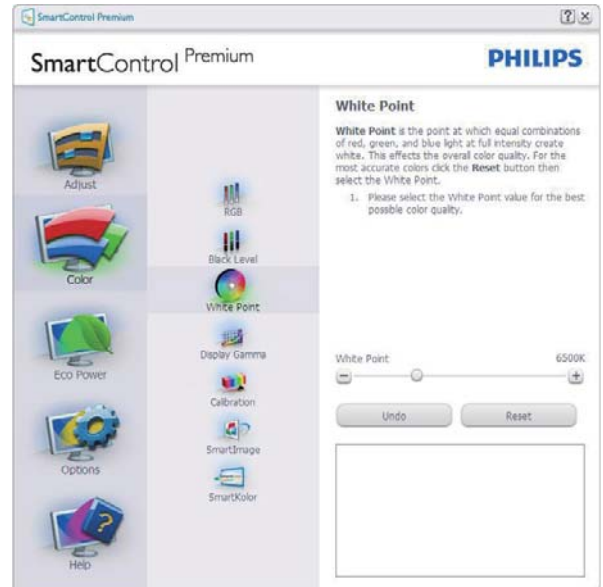 SmartControl Premium
SmartControl Premium
PHILIPS
Adjust
Color
Eco Power
Options
Help
RGB
Black Level
White Point
Display Gamma
Calibration
SmartImage
SmartKolor
White Point
White Point is the point at which equal combinations
of red, green, and blue light at full intensity create
white. This effects the overall color quality. For the
most accurate colors click the Reset button then
select the White Point.
1. Please select the White Point value for the best
possible color quality.
White Point 6500K
Undo Reset